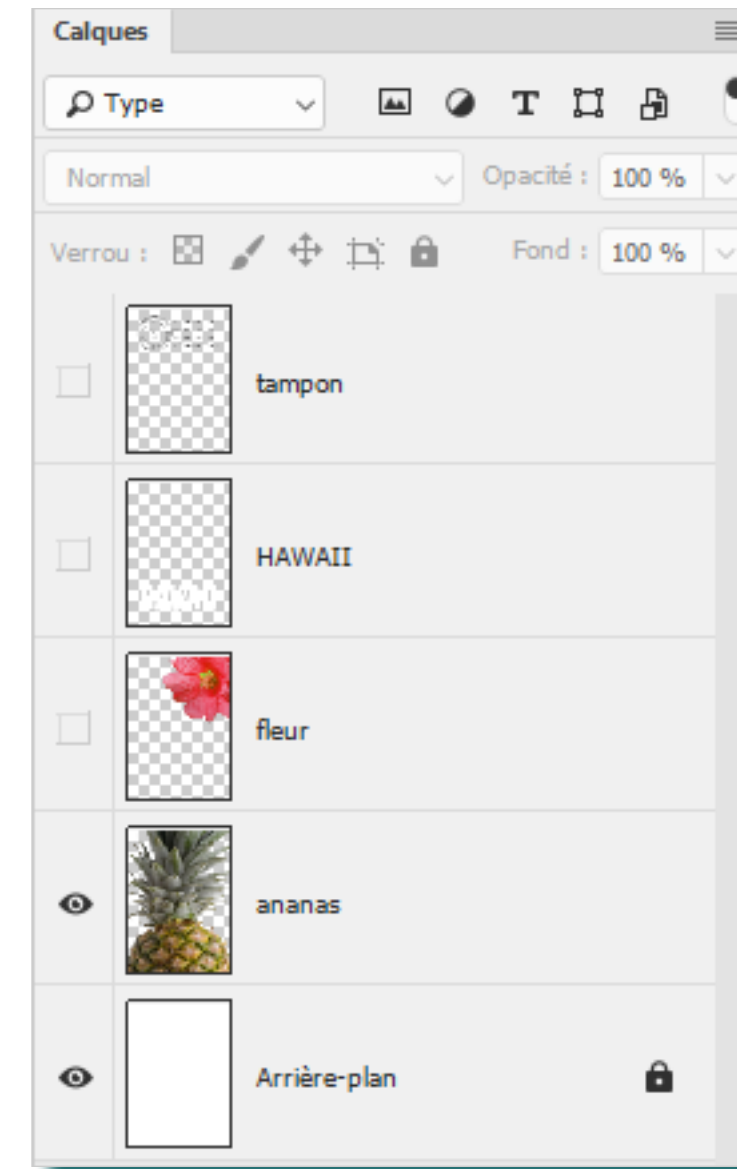 Calques
Type
Normal Opacité : 100 %
Verrou : Fond : 100 %
tampon
HAWAII
fleur
ananas
Arrière-plan